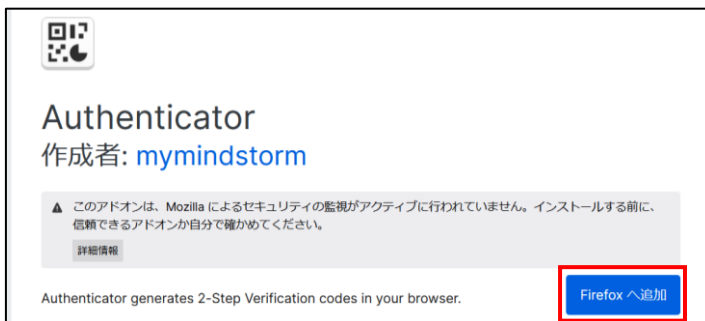 Authenticator
作成者: mymindstorm
このアドオンは、Mozilla によるセキュリティの監視がアクティブに行われていません。インストールする前に、
信頼できるアドオンか自分で確かめてください。
詳細情報
Authenticator generates 2-Step Verification codes in your browser.
Firefox へ追加